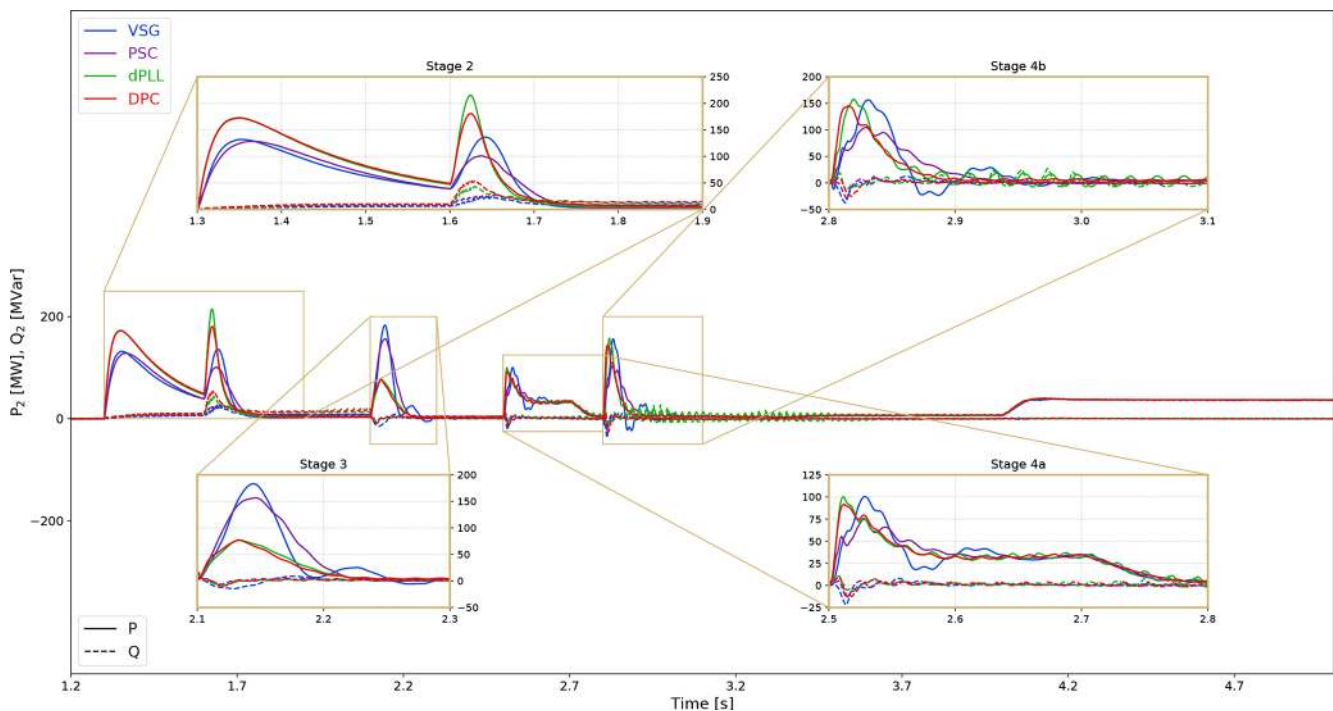 VSG
PSC
dPLL
DPC
Stage 2
250
200
150
100
50
0
1.3 1.4 1.5 1.6 1.7 1.8 1.9
Stage 4b
200
150
100
50
0
−50
2.8 2.9 3.0 3.1
P₂ [MW], Q₂ [MVar]
200
0
−200
Stage 3
200
150
100
50
0
−50
2.1 2.2 2.3
Stage 4a
125
100
75
50
25
0
−25
2.5 2.6 2.7 2.8
P
Q
1.2 1.7 2.2 2.7 3.2 3.7 4.2 4.7
Time [s]